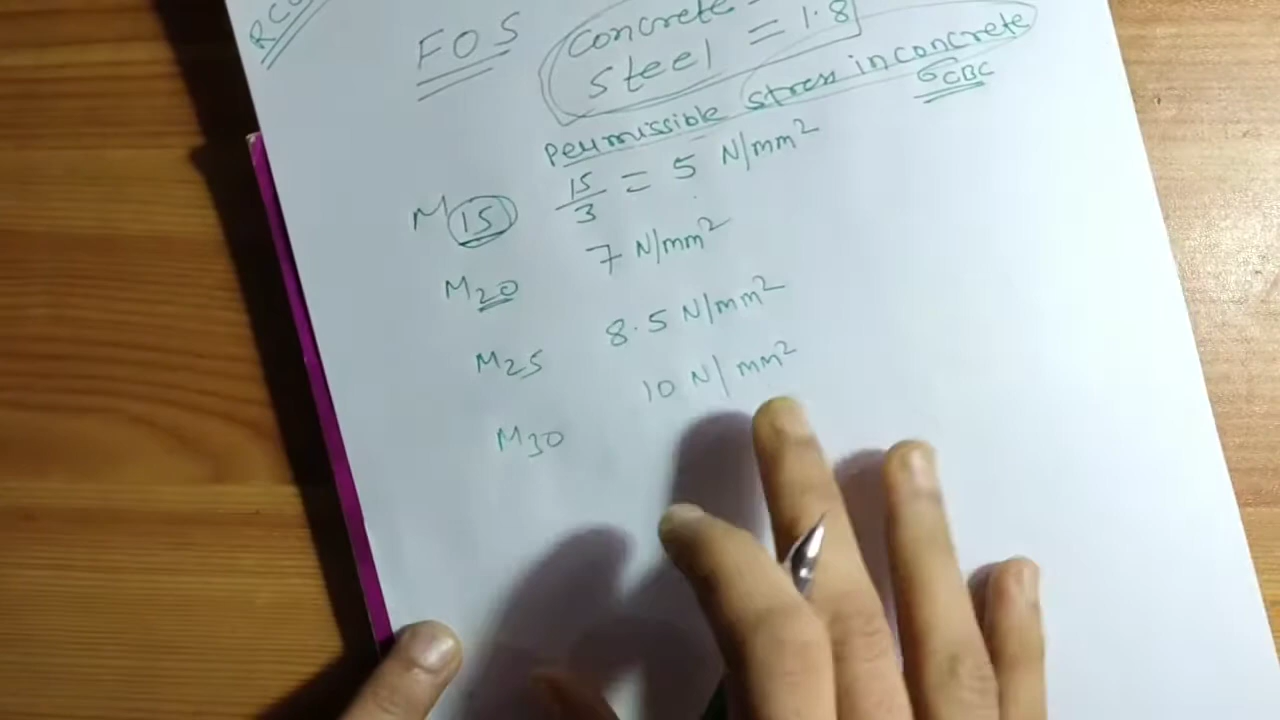 RCC
FOS
Concrete =
Steel = 1.8
Permissible stress in concrete
σCBC
M15 15/3 = 5 N/mm²
M20 7 N/mm²
M25 8.5 N/mm²
M30 10 N/mm²